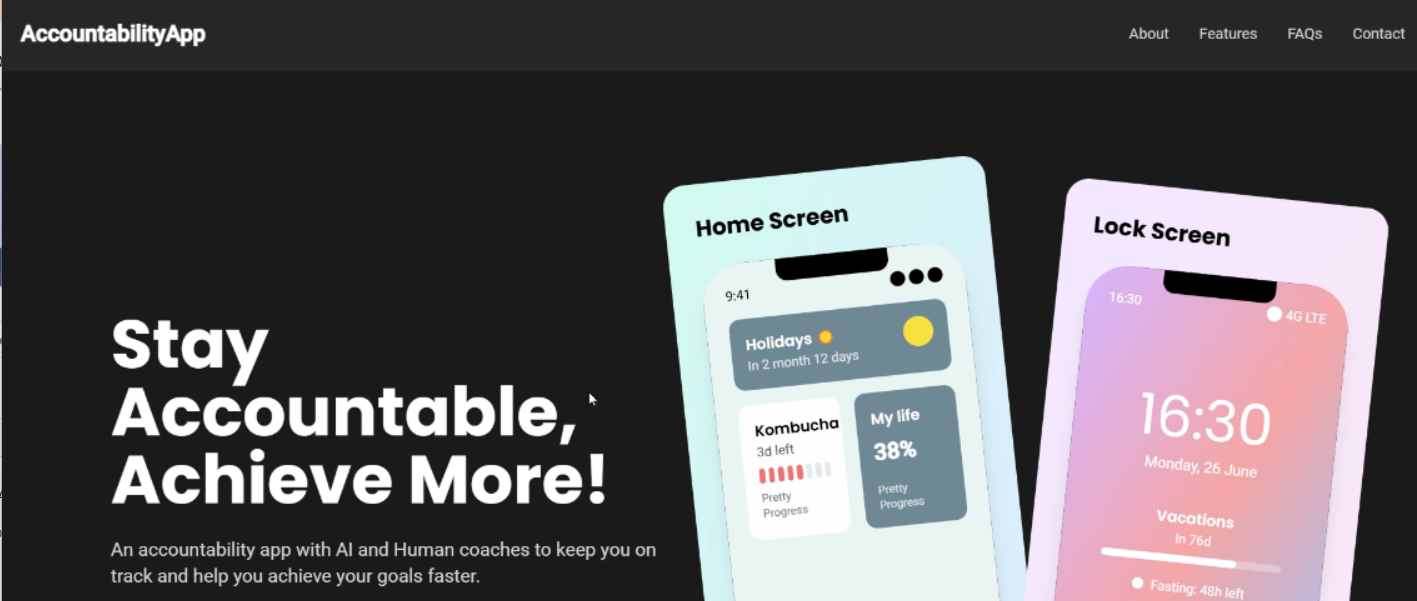 AccountabilityApp
About
Features
FAQs
Contact
Stay
Accountable,
Achieve More!
An accountability app with AI and Human coaches to keep you on
track and help you achieve your goals faster.
Home Screen
9:41
Holidays
In 2 month 12 days
Kombucha
3d left
Pretty
Progress
My life
38%
Pretty
Progress
Lock Screen
16:30
4G LTE
16:30
Monday, 26 June
Vacations
In 76d
Fasting: 48h left